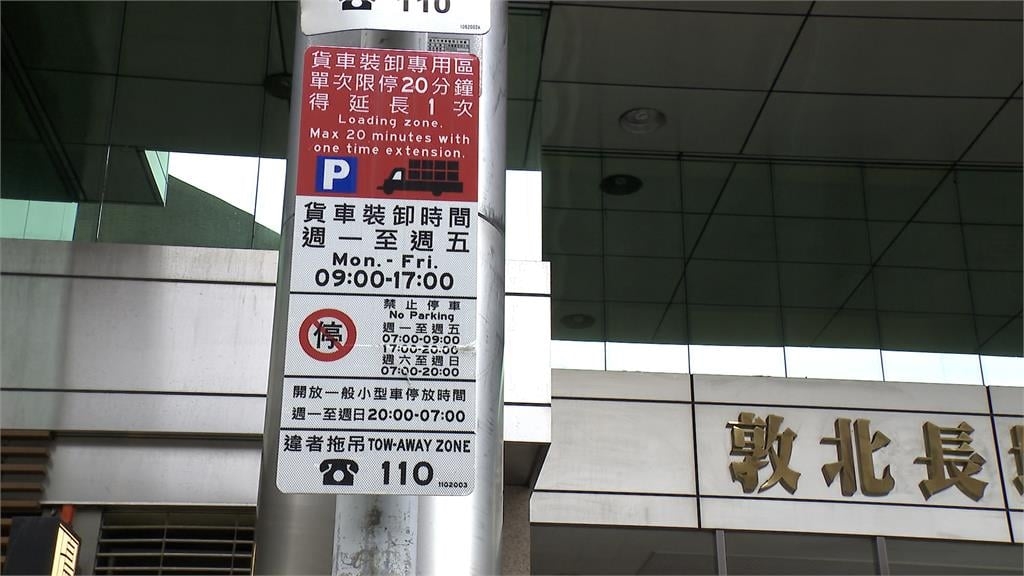 110
貨車裝卸專用區
單次限停20分鐘
得延長1次
Loading zone.
Max 20 minutes with
one time extension.
P
貨車裝卸時間
週一至週五
Mon. - Fri.
09:00-17:00
停
禁止停車
No Parking
週一至週五
07:00-09:00
17:00-20:00
週六至週日
07:00-20:00
開放一般小型車停放時間
週一至週日20:00-07:00
違者拖吊 TOW-AWAY ZONE
110
1102003
敦北長